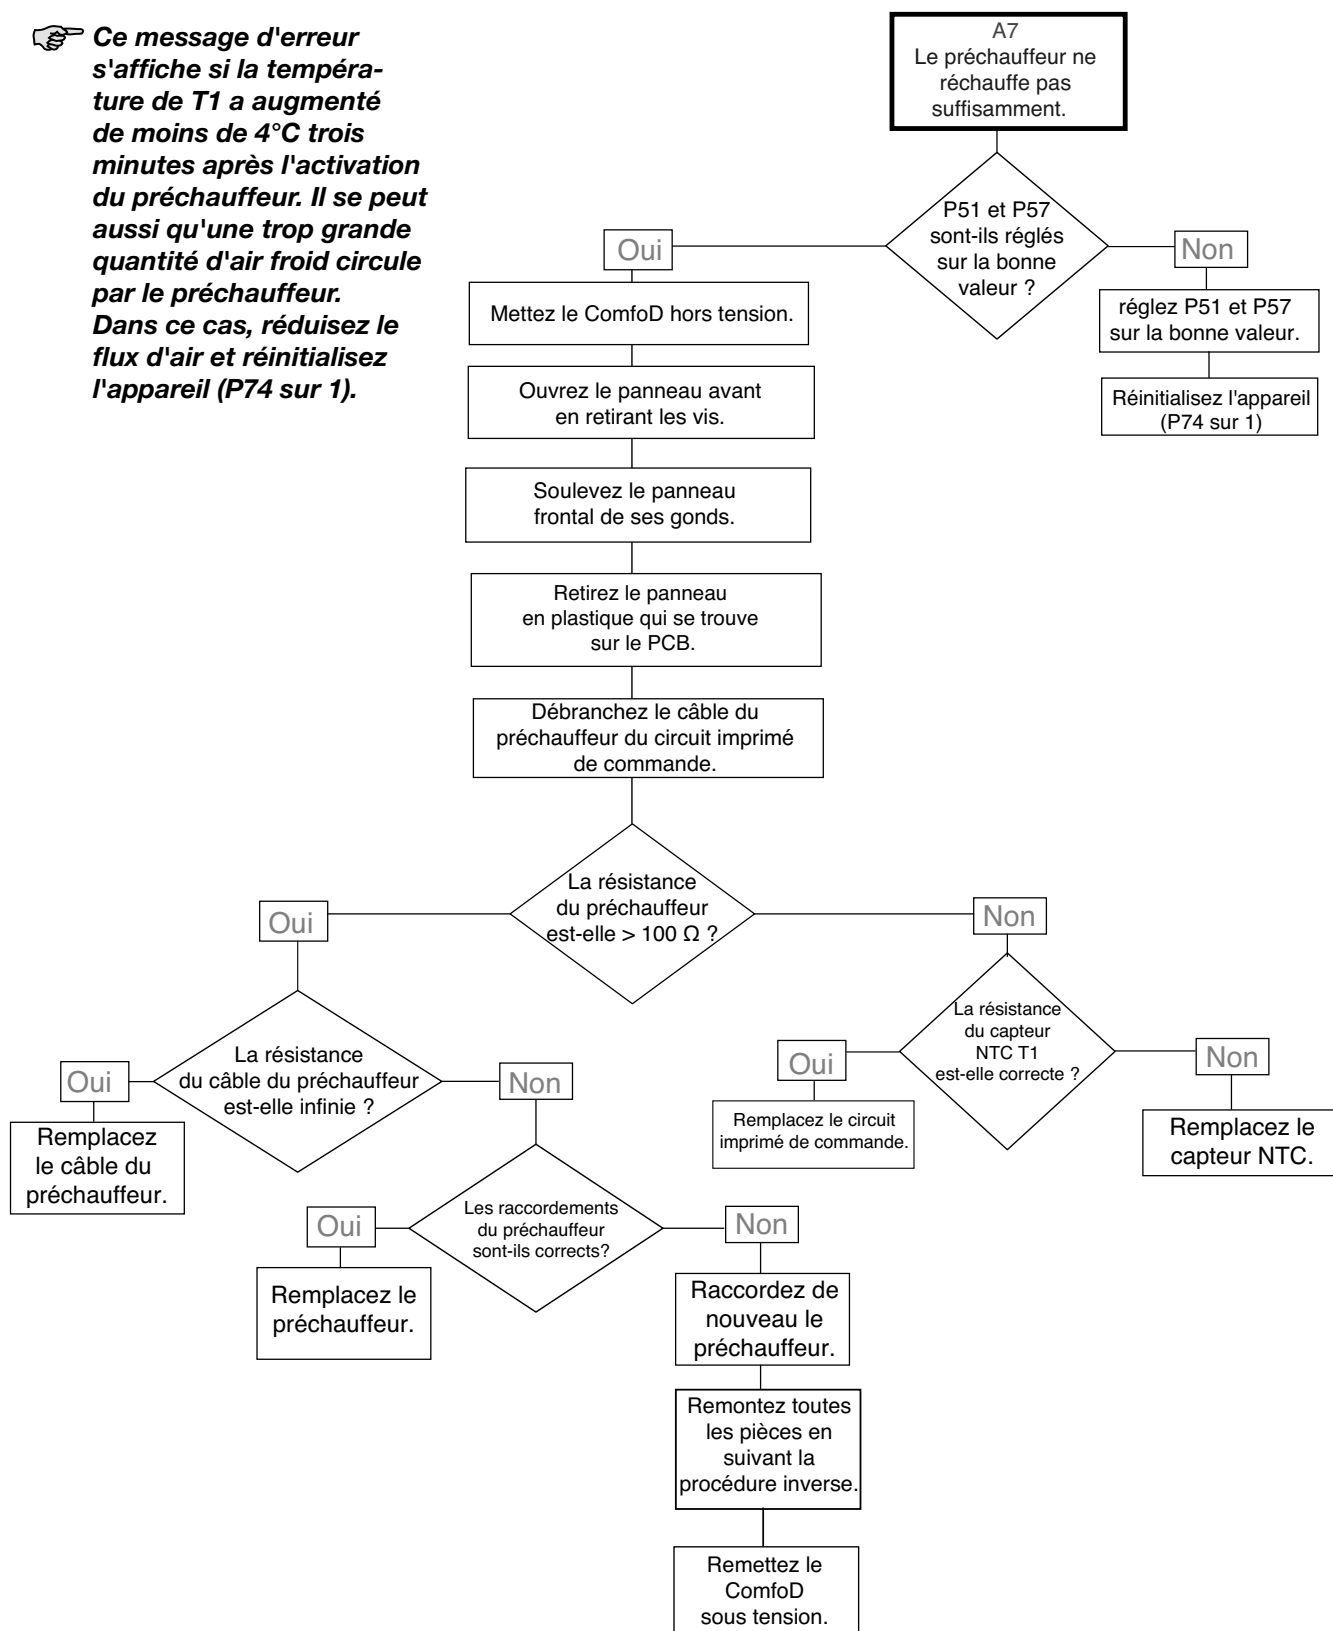 Ce message d'erreur
s'affiche si la tempéra-
ture de T1 a augmenté
de moins de 4°C trois
minutes après l'activation
du préchauffeur. Il se peut
aussi qu'une trop grande
quantité d'air froid circule
par le préchauffeur.
Dans ce cas, réduisez le
flux d'air et réinitialisez
l'appareil (P74 sur 1).
A7
Le préchauffeur ne
réchauffe pas
suffisamment.
P51 et P57
sont-ils réglés
sur la bonne
valeur ?
Oui
Non
Mettez le ComfoD hors tension.
réglez P51 et P57
sur la bonne valeur.
Réinitialisez l'appareil
(P74 sur 1)
Ouvrez le panneau avant
en retirant les vis.
Soulevez le panneau
frontal de ses gonds.
Retirez le panneau
en plastique qui se trouve
sur le PCB.
Débranchez le câble du
préchauffeur du circuit imprimé
de commande.
La résistance
du préchauffeur
est-elle > 100 Ω ?
Oui
Non
La résistance
du câble du préchauffeur
est-elle infinie ?
Oui
Non
Remplacez
le câble du
préchauffeur.
La résistance
du capteur
NTC T1
est-elle correcte ?
Oui
Non
Remplacez le circuit
imprimé de commande.
Remplacez le
capteur NTC.
Les raccordements
du préchauffeur
sont-ils corrects?
Oui
Non
Remplacez le
préchauffeur.
Raccordez de
nouveau le
préchauffeur.
Remontez toutes
les pièces en
suivant la
procédure inverse.
Remettez le
ComfoD
sous tension.